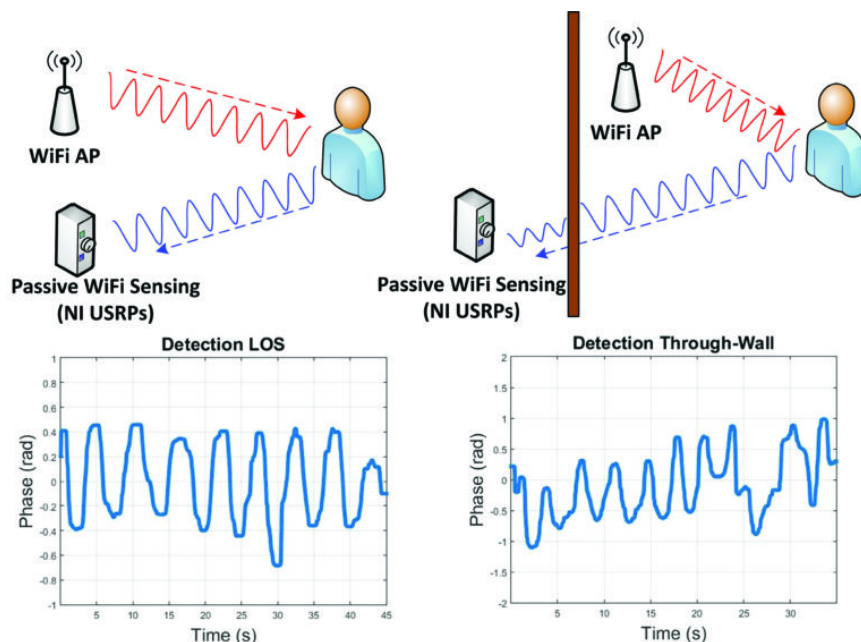 WiFi AP
WiFi AP
Passive WiFi Sensing
(NI USRPs)
Passive WiFi Sensing
(NI USRPs)
Detection LOS
1
0.8
0.6
0.4
0.2
0
-0.2
-0.4
-0.6
-0.8
-1
Phase (rad)
5 10 15 20 25 30 35 40 45
Time (s)
Detection Through-Wall
2
1.5
1
0.5
0
-0.5
-1
-1.5
-2
Phase (rad)
5 10 15 20 25 30
Time (s)